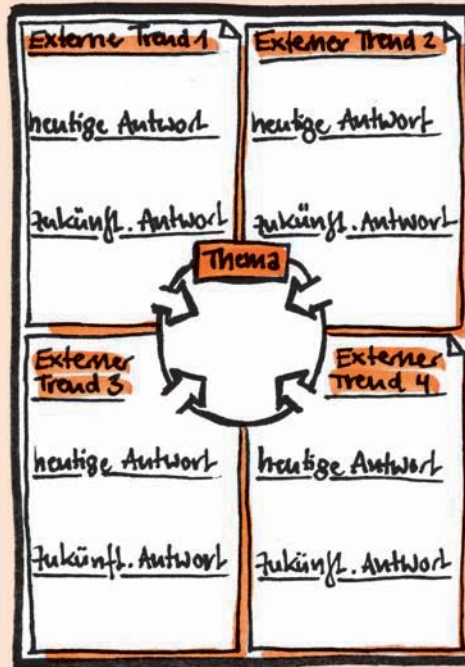 Externe Trend 1
heutige Antwort
zukünft. Antwort
Externer Trend 2
heutige Antwort
zukünft. Antwort
Thema
Externer
Trend 3
heutige Antwort
zukünft. Antwort
Externer
Trend 4
heutige Antwort
zukünft. Antwort